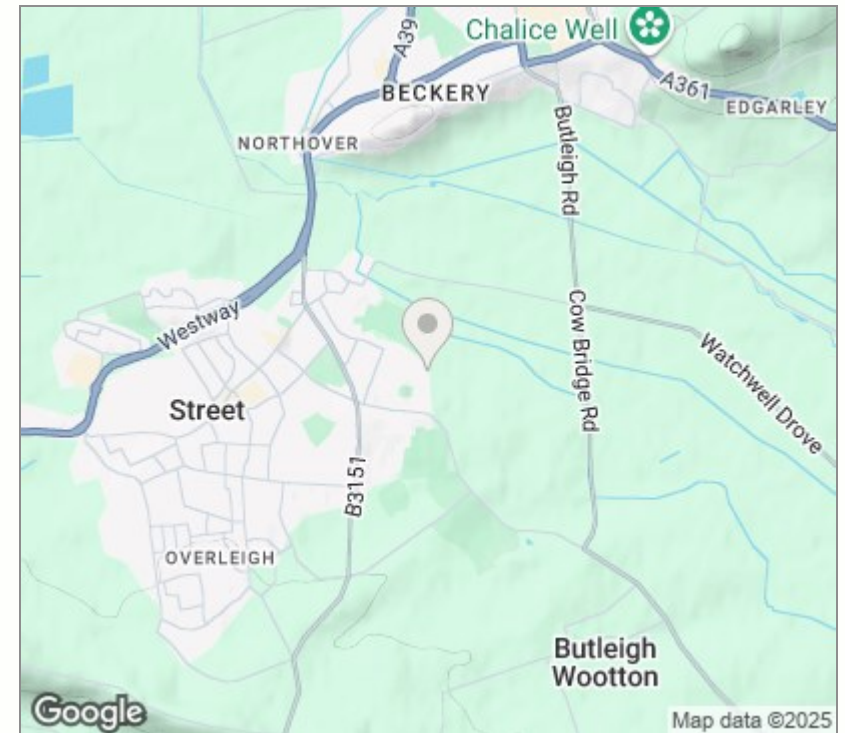 Chalice Well
A39
A361
BECKERY
EDGARLEY
NORTHOVER
Butleigh Rd
Westway
Cow Bridge Rd
Watchwell Drove
Street
B3151
OVERLEIGH
Butleigh
Wootton
Google
Map data ©2025